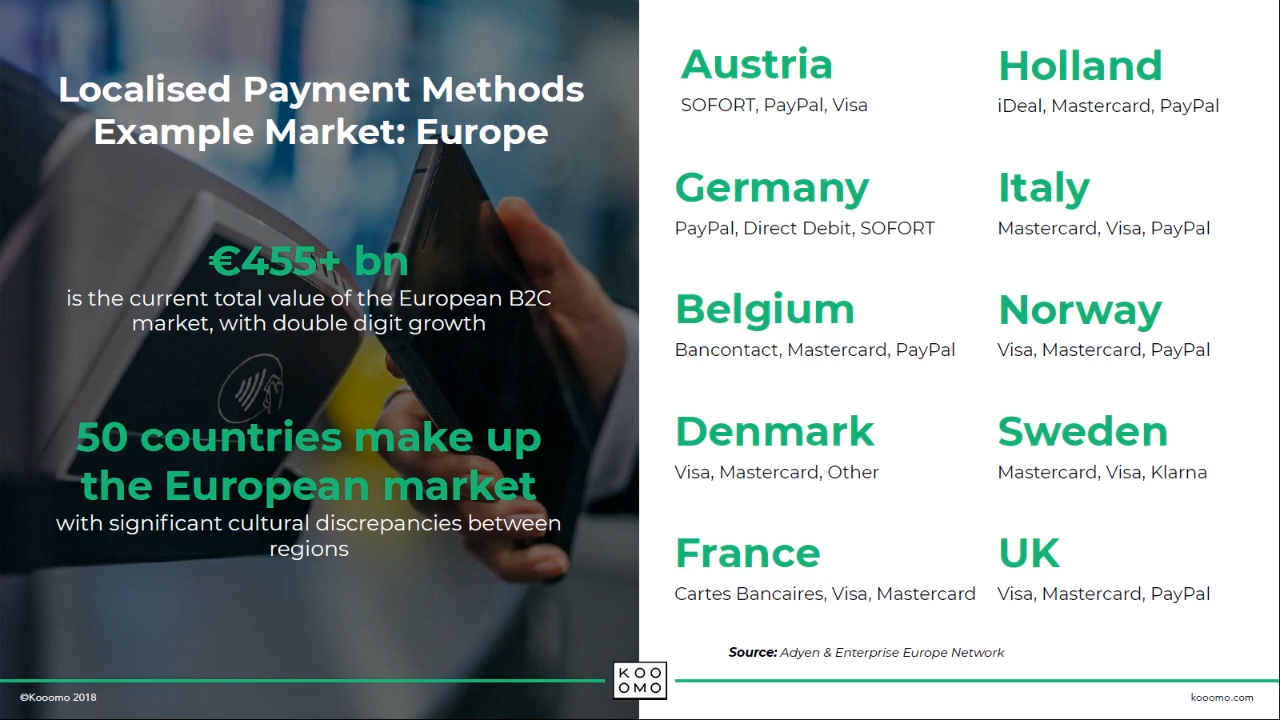 Localised Payment Methods
Example Market: Europe
€455+ bn
is the current total value of the European B2C
market, with double digit growth
50 countries make up
the European market
with significant cultural discrepancies between
regions
Austria
SOFORT, PayPal, Visa
Holland
iDeal, Mastercard, PayPal
Germany
PayPal, Direct Debit, SOFORT
Italy
Mastercard, Visa, PayPal
Belgium
Bancontact, Mastercard, PayPal
Norway
Visa, Mastercard, PayPal
Denmark
Visa, Mastercard, Other
Sweden
Mastercard, Visa, Klarna
France
Cartes Bancaires, Visa, Mastercard
UK
Visa, Mastercard, PayPal
Source: Adyen & Enterprise Europe Network
©Kooomo 2018
KOO
OMO
kooomo.com